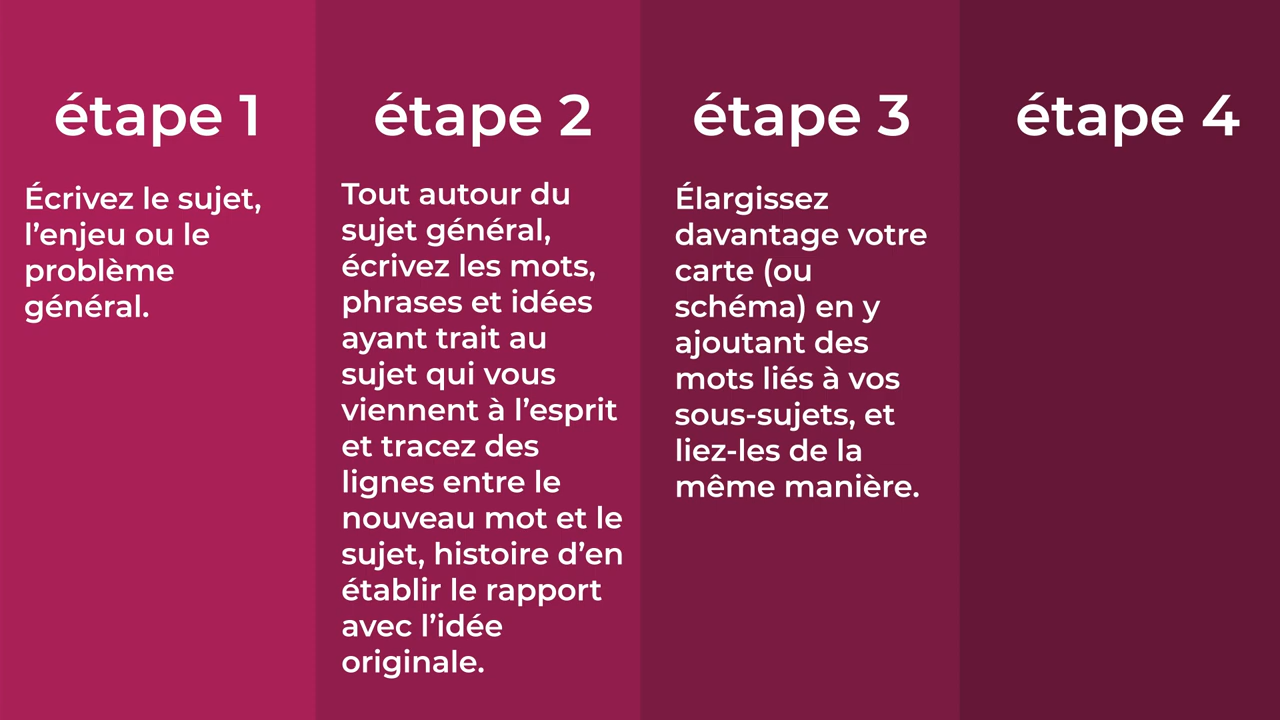 étape 1
Écrivez le sujet,
l’enjeu ou le
problème
général.
étape 2
Tout autour du
sujet général,
écrivez les mots,
phrases et idées
ayant trait au
sujet qui vous
viennent à l’esprit
et tracez des
lignes entre le
nouveau mot et le
sujet, histoire d’en
établir le rapport
avec l’idée
originale.
étape 3
Élargissez
davantage votre
carte (ou
schéma) en y
ajoutant des
mots liés à vos
sous-sujets, et
liez-les de la
même manière.
étape 4